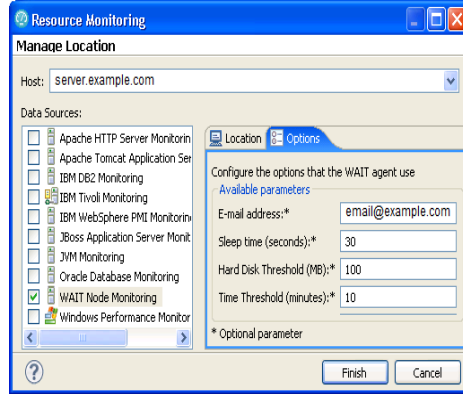 Resource Monitoring
Manage Location
Host: server.example.com
Data Sources:
Apache HTTP Server Monitorin
Apache Tomcat Application Ser
IBM DB2 Monitoring
IBM Tivoli Monitoring
IBM WebSphere PMI Monitorin
JBoss Application Server Monit
JVM Monitoring
Oracle Database Monitoring
WAIT Node Monitoring
Windows Performance Monitor
Location Options
Configure the options that the WAIT agent use
Available parameters
E-mail address:* email@example.com
Sleep time (seconds):* 30
Hard Disk Threshold (MB):* 100
Time Threshold (minutes):* 10
* Optional parameter
? Finish Cancel